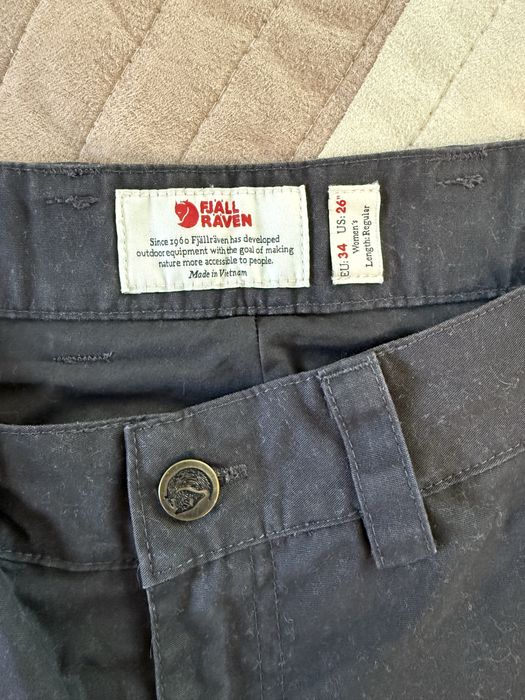 FJÄLL
RÄVEN
Since 1960 Fjällräven has developed
outdoor equipment with the goal of making
nature more accessible to people.
Made in Vietnam
EU: 34 US: 26"
Women's
Length: Regular